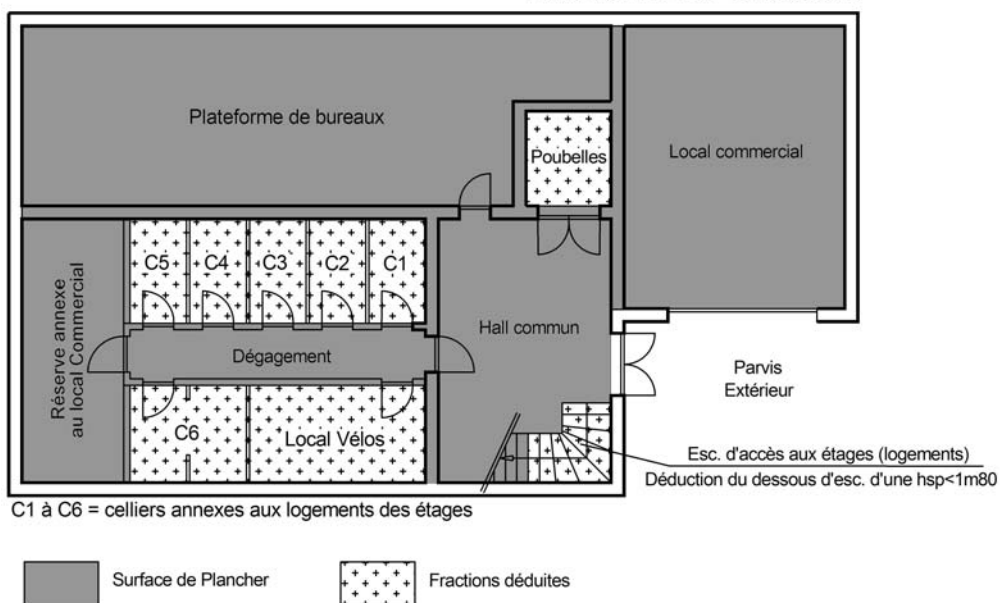 Plateforme de bureaux
Poubelles
Local commercial
C5
C4
C3
C2
C1
Réserve annexe
au local Commercial
Hall commun
Dégagement
Parvis
Extérieur
C6
Local Vélos
Esc. d'accès aux étages (logements)
Déduction du dessous d'esc. d'une hsp<1m80
C1 à C6 = celliers annexes aux logements des étages
Surface de Plancher
Fractions déduites